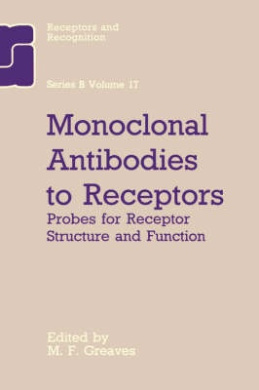 Receptors and
Recognition
Series B Volume 17
Monoclonal
Antibodies
to Receptors
Probes for Receptor
Structure and Function
Edited by
M. F. Greaves